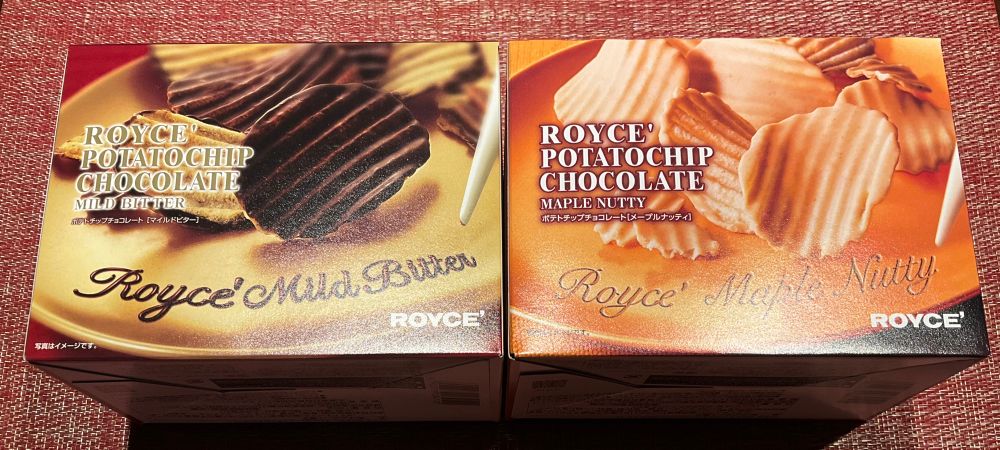 ROYCE'
POTATOCHIP
CHOCOLATE
MILD BITTER
ポテトチップチョコレート [マイルドビター]
Royce' Mild Bitter
ROYCE'
写真はイメージです。
ROYCE'
POTATOCHIP
CHOCOLATE
MAPLE NUTTY
ポテトチップチョコレート[メープルナッティ]
Royce' Maple Nutty
ROYCE'